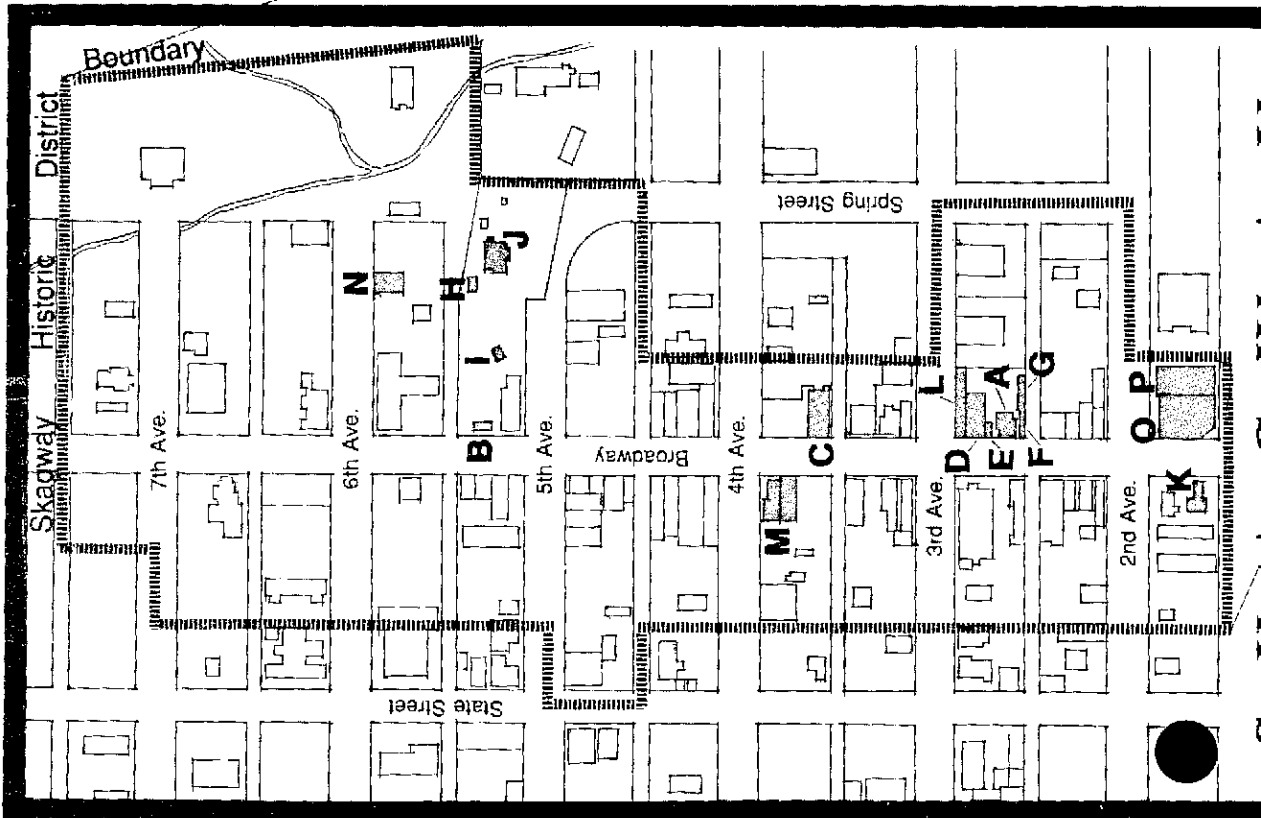 Boundary
Skagway Historic District
Spring Street
7th Ave.
6th Ave.
5th Ave.
4th Ave.
3rd Ave.
2nd Ave.
Broadway
State Street
N
H
J
I
B
C
L
A
G
D
E
F
P
O
K
M